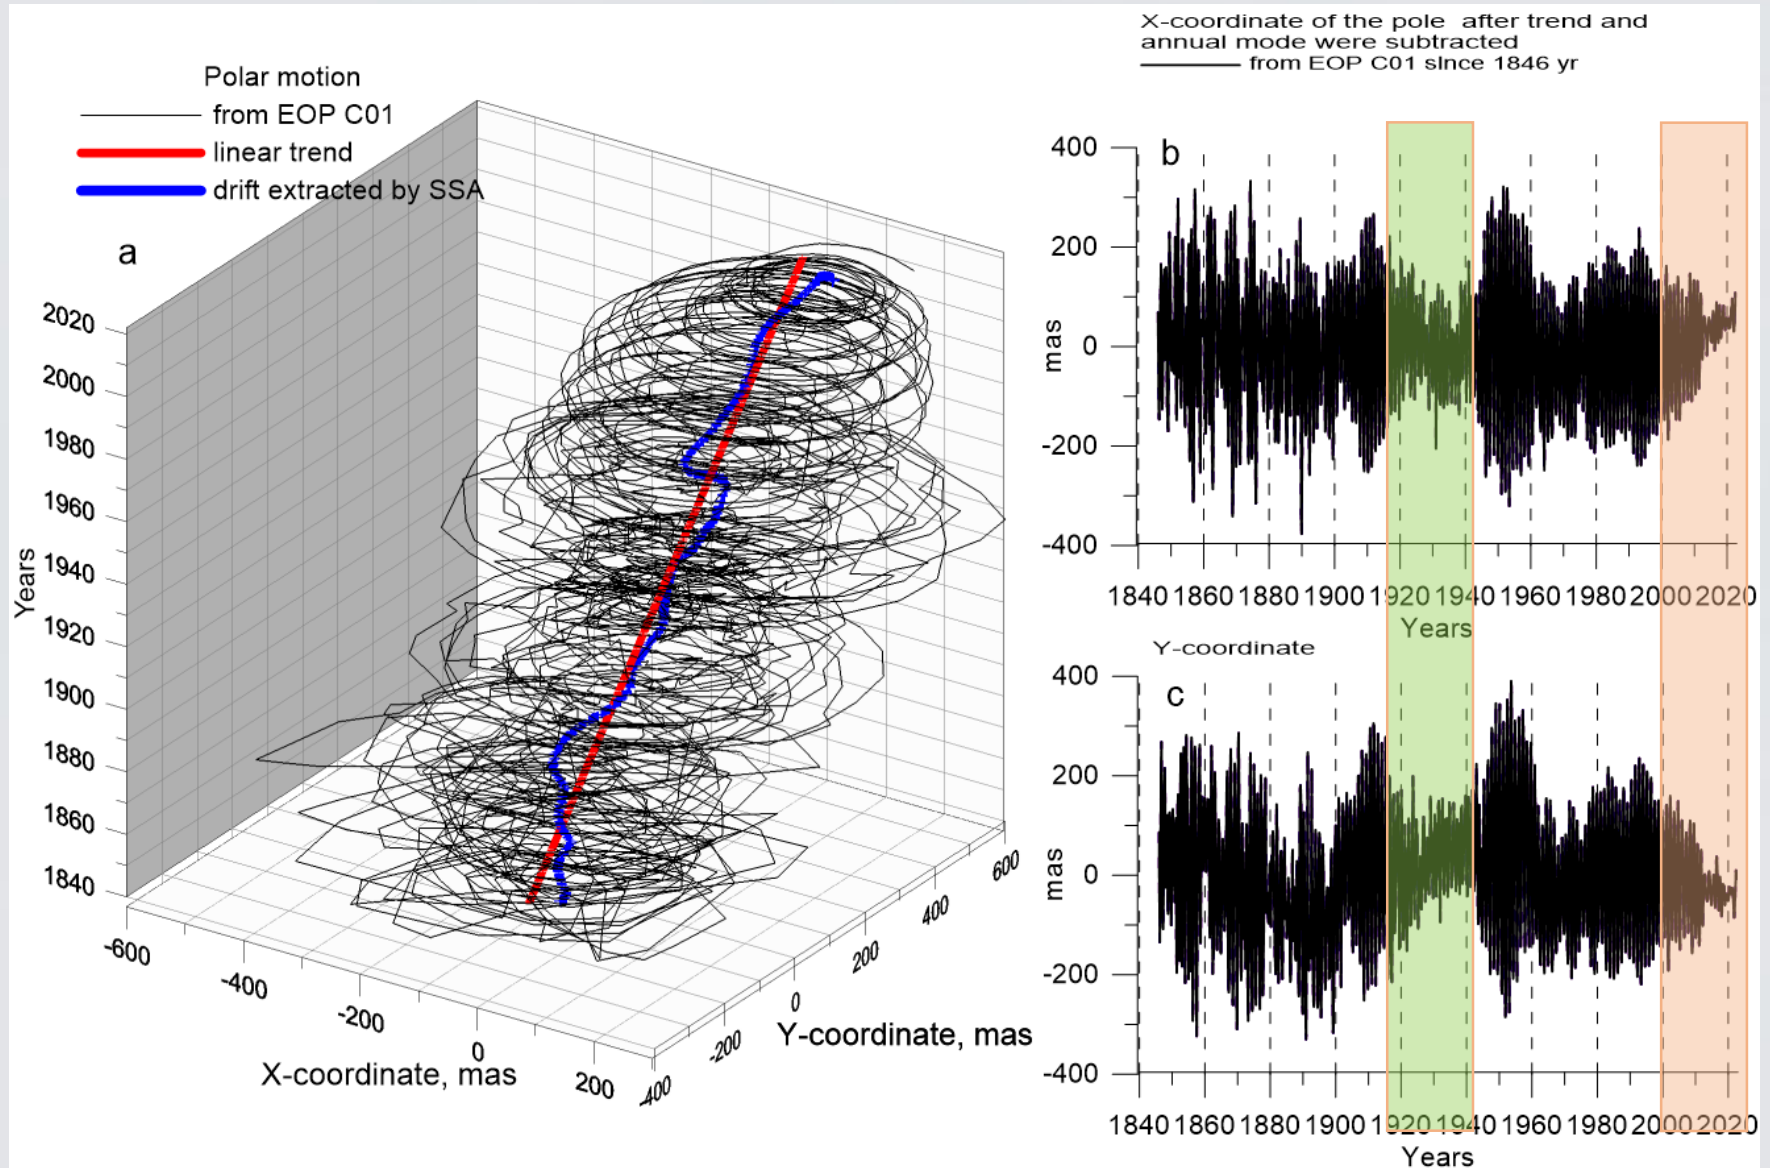 Polar motion
from EOP C01
linear trend
drift extracted by SSA
a
2020
2000
1980
1960
1940
1920
1900
1880
1860
1840
Years
-600
-400
-200
0
200
X-coordinate, mas
-400
-200
0
200
400
600
Y-coordinate, mas
X-coordinate of the pole after trend and
annual mode were subtracted
from EOP C01 sInce 1846 yr
b
400
200
0
-200
-400
mas
1840 1860 1880 1900 1920 1940 1960 1980 2000 2020
Years
Y-coordinate
c
400
200
0
-200
-400
mas
1840 1860 1880 1900 1920 1940 1960 1980 2000 2020
Years